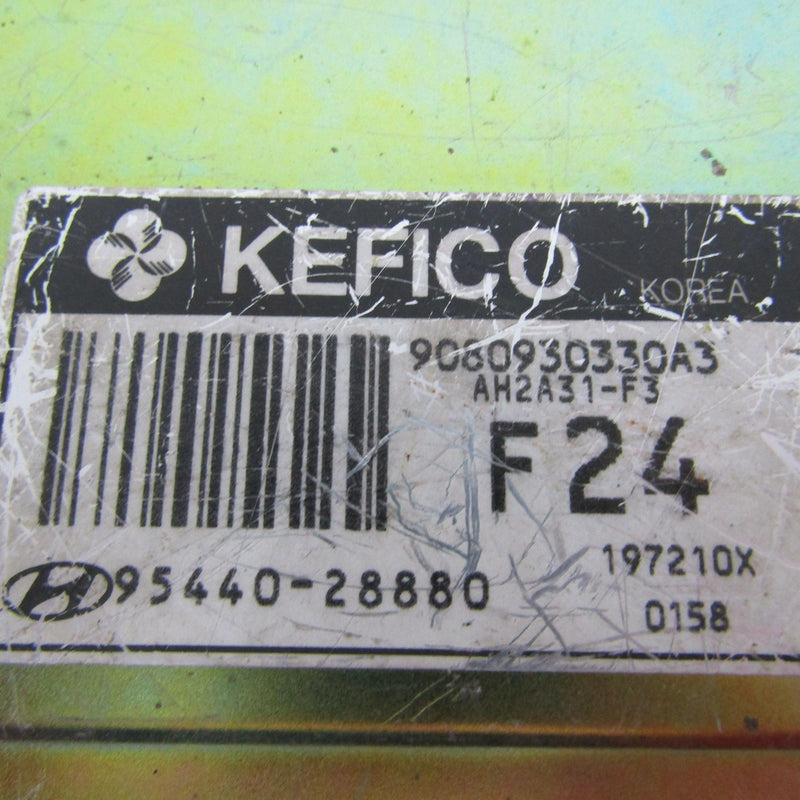 KEFICO KOREA
9080930330A3
AH2A31-F3
F24
95440-28880
197210X
0158